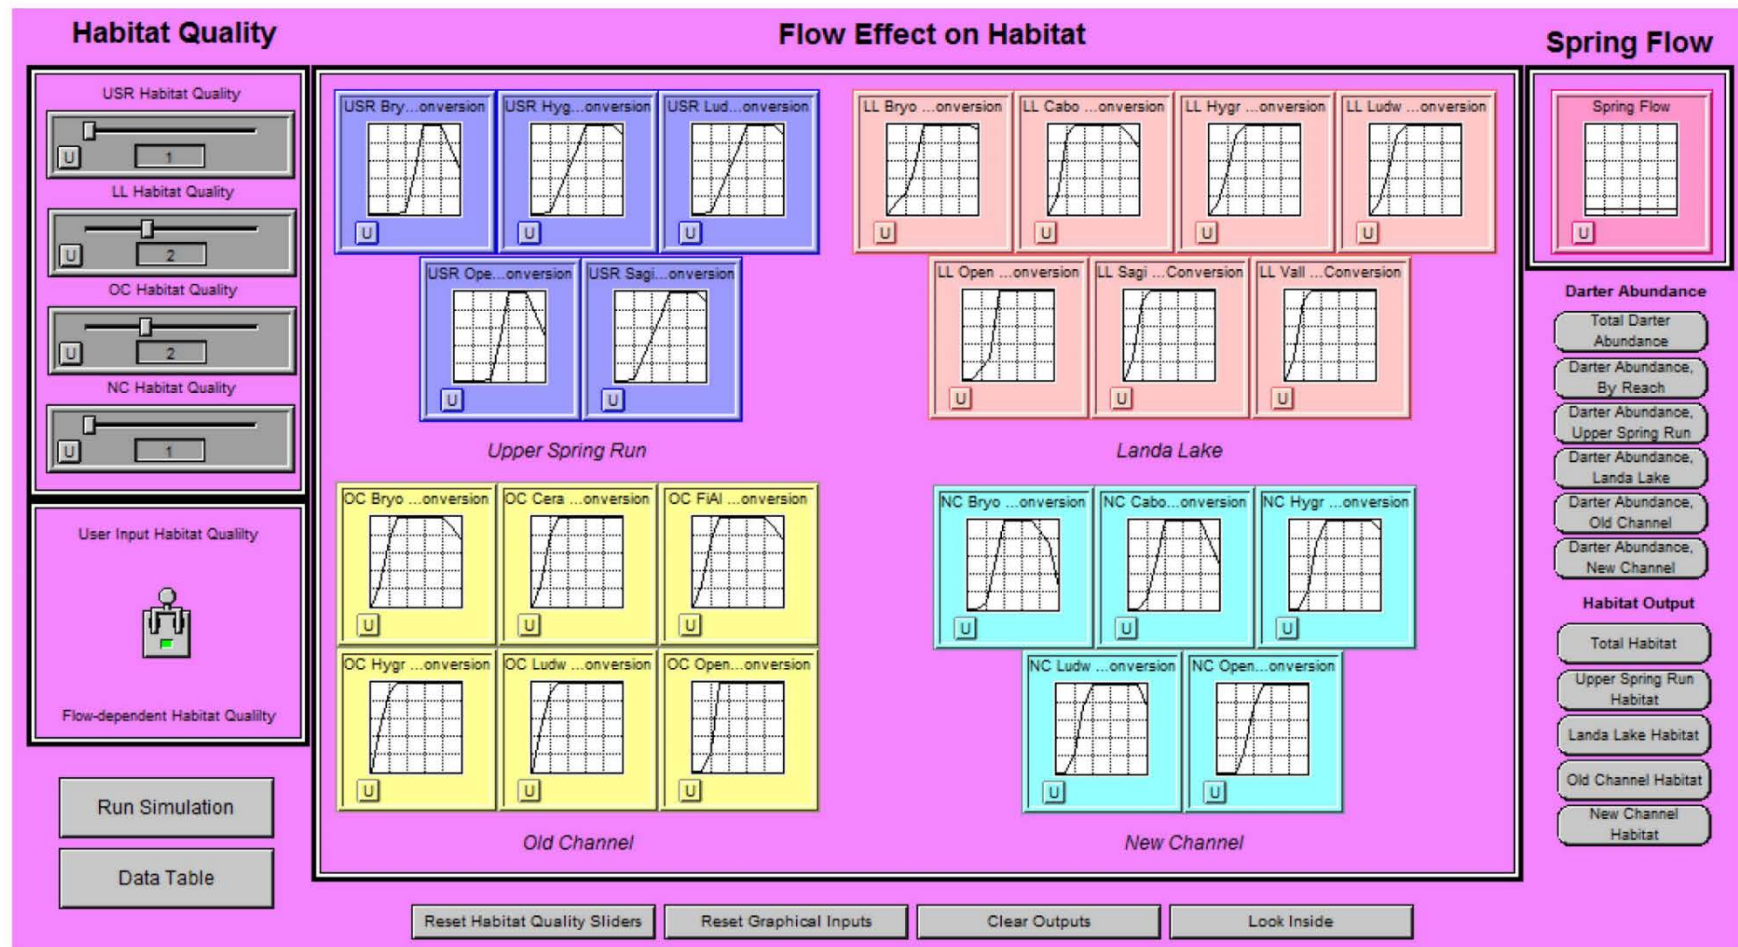 Habitat Quality
Flow Effect on Habitat
Spring Flow
USR Habitat Quality
U
1
LL Habitat Quality
U
2
OC Habitat Quality
U
2
NC Habitat Quality
U
1
User Input Habitat Qualilty
Flow-dependent Habitat Qualilty
Run Simulation
Data Table
USR Bry...onversion
U
USR Hyg...onversion
U
USR Lud...onversion
U
USR Ope...onversion
U
USR Sagi...onversion
U
Upper Spring Run
LL Bryo ...onversion
U
LL Cabo ...onversion
U
LL Hygr ...onversion
U
LL Ludw ...onversion
U
LL Open ...onversion
U
LL Sagi ...Conversion
U
LL Vall ...Conversion
U
Landa Lake
OC Bryo ...onversion
U
OC Cera ...onversion
U
OC FiAl ...onversion
U
OC Hygr ...onversion
U
OC Ludw ...onversion
U
OC Open...onversion
U
Old Channel
NC Bryo ...onversion
U
NC Cabo...onversion
U
NC Hygr ...onversion
U
NC Ludw ...onversion
U
NC Open...onversion
U
New Channel
Spring Flow
U
Darter Abundance
Total Darter
Abundance
Darter Abundance,
By Reach
Darter Abundance,
Upper Spring Run
Darter Abundance,
Landa Lake
Darter Abundance,
Old Channel
Darter Abundance,
New Channel
Habitat Output
Total Habitat
Upper Spring Run
Habitat
Landa Lake Habitat
Old Channel Habitat
New Channel
Habitat
Reset Habitat Quality Sliders
Reset Graphical Inputs
Clear Outputs
Look Inside